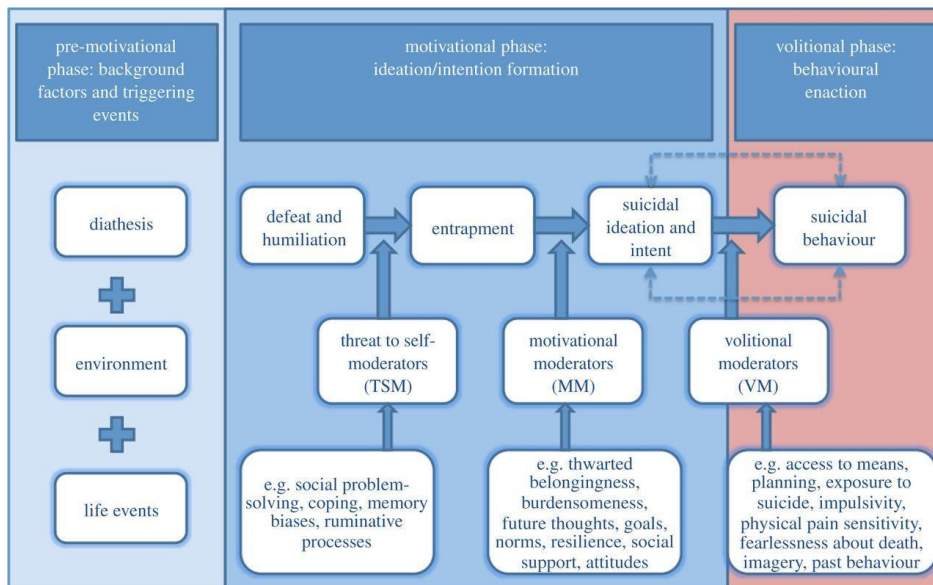 pre-motivational
phase: background
factors and triggering
events
motivational phase:
ideation/intention formation
volitional phase:
behavioural
enaction
diathesis
environment
life events
defeat and
humiliation
entrapment
suicidal
ideation and
intent
suicidal
behaviour
threat to self-
moderators
(TSM)
motivational
moderators
(MM)
volitional
moderators
(VM)
e.g. social problem-
solving, coping, memory
biases, ruminative
processes
e.g. thwarted
belongingness,
burdensomeness,
future thoughts, goals,
norms, resilience, social
support, attitudes
e.g. access to means,
planning, exposure to
suicide, impulsivity,
physical pain sensitivity,
fearlessness about death,
imagery, past behaviour